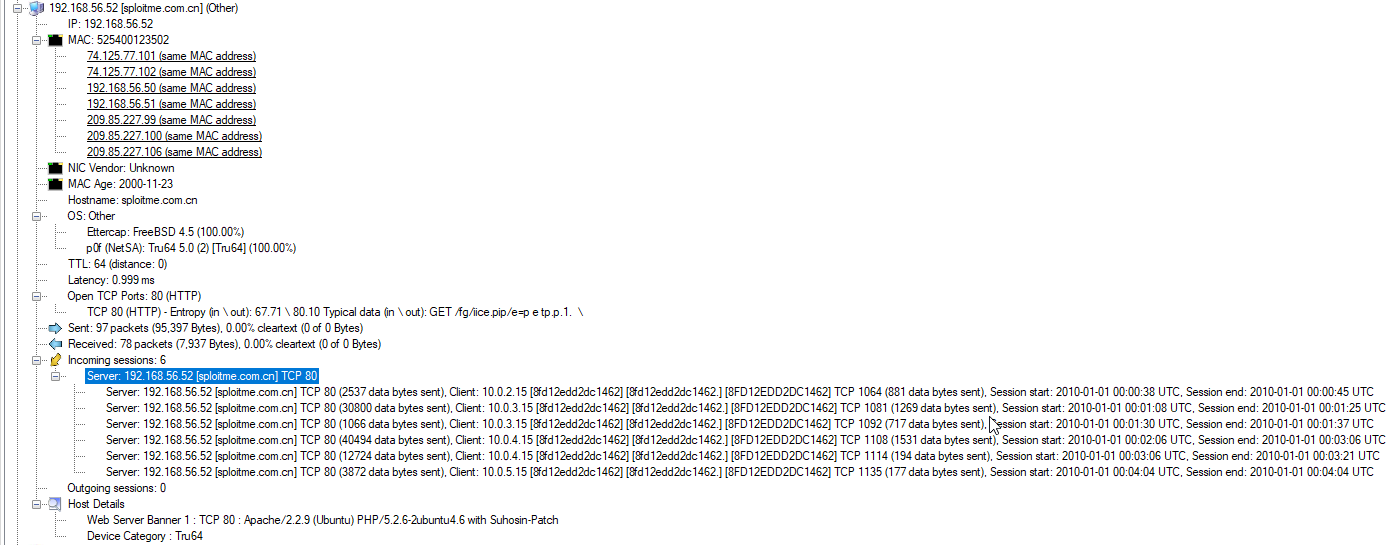 192.168.56.52 [sploitme.com.cn] (Other)
IP: 192.168.56.52
MAC: 525400123502
74.125.77.101 (same MAC address)
74.125.77.102 (same MAC address)
192.168.56.50 (same MAC address)
192.168.56.51 (same MAC address)
209.85.227.99 (same MAC address)
209.85.227.100 (same MAC address)
209.85.227.106 (same MAC address)
NIC Vendor: Unknown
MAC Age: 2000-11-23
Hostname: sploitme.com.cn
OS: Other
Ettercap: FreeBSD 4.5 (100.00%)
p0f (NetSA): Tru64 5.0 (2) [Tru64] (100.00%)
TTL: 64 (distance: 0)
Latency: 0.999 ms
Open TCP Ports: 80 (HTTP)
TCP 80 (HTTP) - Entropy (in \ out): 67.71 \ 80.10 Typical data (in \ out): GET /fg/iice.pip/e=p e tp.p.1. \
Sent: 97 packets (95,397 Bytes), 0.00% cleartext (0 of 0 Bytes)
Received: 78 packets (7,937 Bytes), 0.00% cleartext (0 of 0 Bytes)
Incoming sessions: 6
Server: 192.168.56.52 [sploitme.com.cn] TCP 80
Server: 192.168.56.52 [sploitme.com.cn] TCP 80 (2537 data bytes sent), Client: 10.0.2.15 [8fd12edd2dc1462] [8fd12edd2dc1462.] [8FD12EDD2DC1462] TCP 1064 (881 data bytes sent), Session start: 2010-01-01 00:00:38 UTC, Session end: 2010-01-01 00:00:45 UTC
Server: 192.168.56.52 [sploitme.com.cn] TCP 80 (30800 data bytes sent), Client: 10.0.3.15 [8fd12edd2dc1462] [8fd12edd2dc1462.] [8FD12EDD2DC1462] TCP 1081 (1269 data bytes sent), Session start: 2010-01-01 00:01:08 UTC, Session end: 2010-01-01 00:01:25 UTC
Server: 192.168.56.52 [sploitme.com.cn] TCP 80 (1066 data bytes sent), Client: 10.0.3.15 [8fd12edd2dc1462] [8fd12edd2dc1462.] [8FD12EDD2DC1462] TCP 1092 (717 data bytes sent), Session start: 2010-01-01 00:01:30 UTC, Session end: 2010-01-01 00:01:37 UTC
Server: 192.168.56.52 [sploitme.com.cn] TCP 80 (40494 data bytes sent), Client: 10.0.4.15 [8fd12edd2dc1462] [8fd12edd2dc1462.] [8FD12EDD2DC1462] TCP 1108 (1531 data bytes sent), Session start: 2010-01-01 00:02:06 UTC, Session end: 2010-01-01 00:03:06 UTC
Server: 192.168.56.52 [sploitme.com.cn] TCP 80 (12724 data bytes sent), Client: 10.0.4.15 [8fd12edd2dc1462] [8fd12edd2dc1462.] [8FD12EDD2DC1462] TCP 1114 (194 data bytes sent), Session start: 2010-01-01 00:03:06 UTC, Session end: 2010-01-01 00:03:21 UTC
Server: 192.168.56.52 [sploitme.com.cn] TCP 80 (3872 data bytes sent), Client: 10.0.5.15 [8fd12edd2dc1462] [8fd12edd2dc1462.] [8FD12EDD2DC1462] TCP 1135 (177 data bytes sent), Session start: 2010-01-01 00:04:04 UTC, Session end: 2010-01-01 00:04:04 UTC
Outgoing sessions: 0
Host Details
Web Server Banner 1 : TCP 80 : Apache/2.2.9 (Ubuntu) PHP/5.2.6-2ubuntu4.6 with Suhosin-Patch
Device Category : Tru64